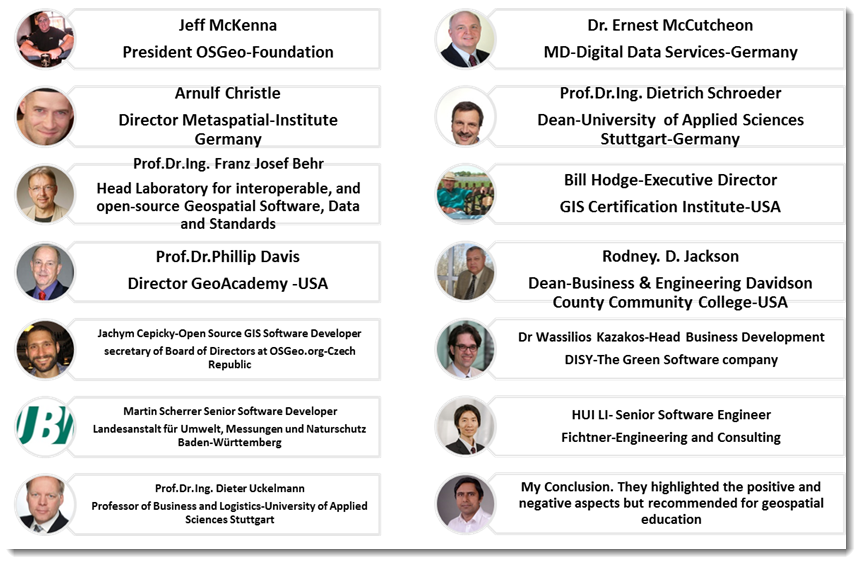 Jeff McKenna
President OSGeo-Foundation
Arnulf Christle
Director Metaspatial-Institute
Germany
Prof.Dr.Ing. Franz Josef Behr
Head Laboratory for interoperable, and
open-source Geospatial Software, Data
and Standards
Prof.Dr.Phillip Davis
Director GeoAcademy -USA
Jachym Cepicky-Open Source GIS Software Developer
secretary of Board of Directors at OSGeo.org-Czech
Republic
Martin Scherrer Senior Software Developer
Landesanstalt für Umwelt, Messungen und Naturschutz
Baden-Württemberg
Prof.Dr.Ing. Dieter Uckelmann
Professor of Business and Logistics-University of Applied
Sciences Stuttgart
Dr. Ernest McCutcheon
MD-Digital Data Services-Germany
Prof.Dr.Ing. Dietrich Schroeder
Dean-University of Applied Sciences
Stuttgart-Germany
Bill Hodge-Executive Director
GIS Certification Institute-USA
Rodney. D. Jackson
Dean-Business & Engineering Davidson
County Community College-USA
Dr Wassilios Kazakos-Head Business Development
DISY-The Green Software company
HUI LI- Senior Software Engineer
Fichtner-Engineering and Consulting
My Conclusion. They highlighted the positive and
negative aspects but recommended for geospatial
education